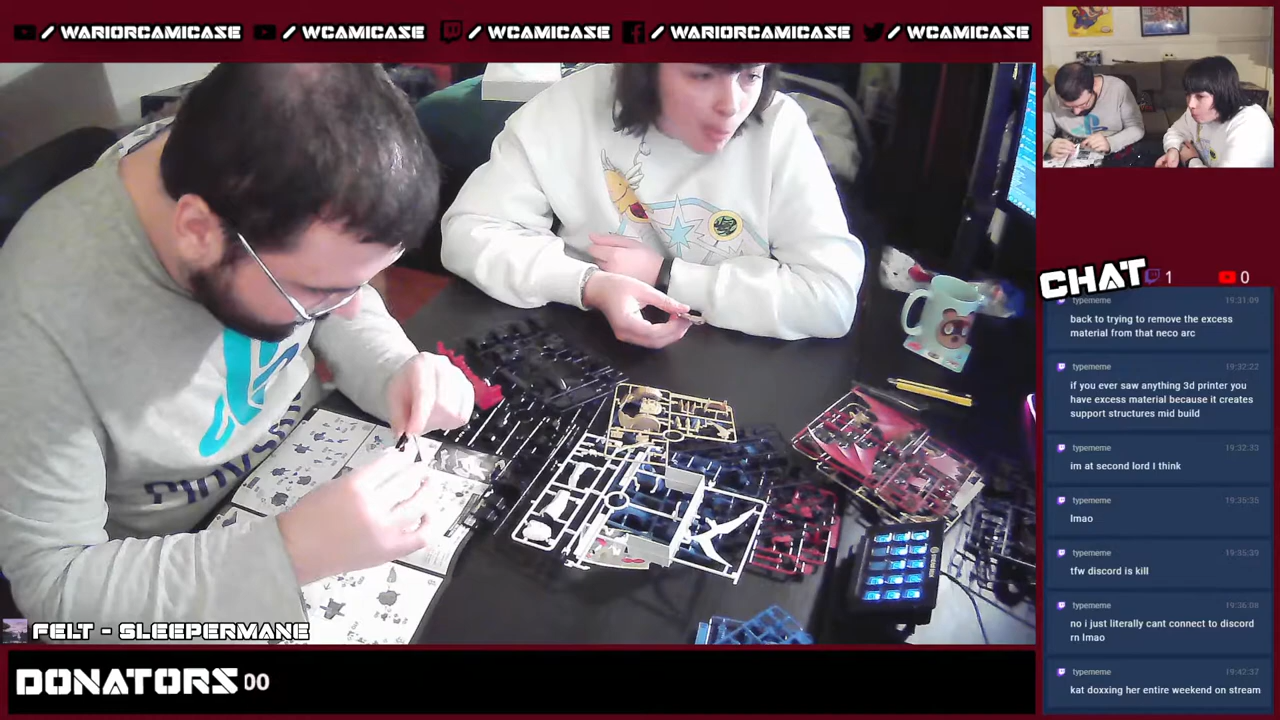 / WARIORCAMICASE
/ WCAMICASE
/ WCAMICASE
/ WARIORCAMICASE
/ WCAMICASE
CHAT
1
0
typememe 19:31:09
back to trying to remove the excess
material from that neco arc
typememe 19:32:22
if you ever saw anything 3d printer you
have excess material because it creates
support structures mid build
typememe 19:32:33
im at second lord I think
typememe 19:35:35
lmao
typememe 19:35:39
tfw discord is kill
typememe 19:36:08
no i just literally cant connect to discord
rn lmao
typememe 19:42:37
kat doxxing her entire weekend on stream
FELT - SLEEPERMANE
DONATORS 00